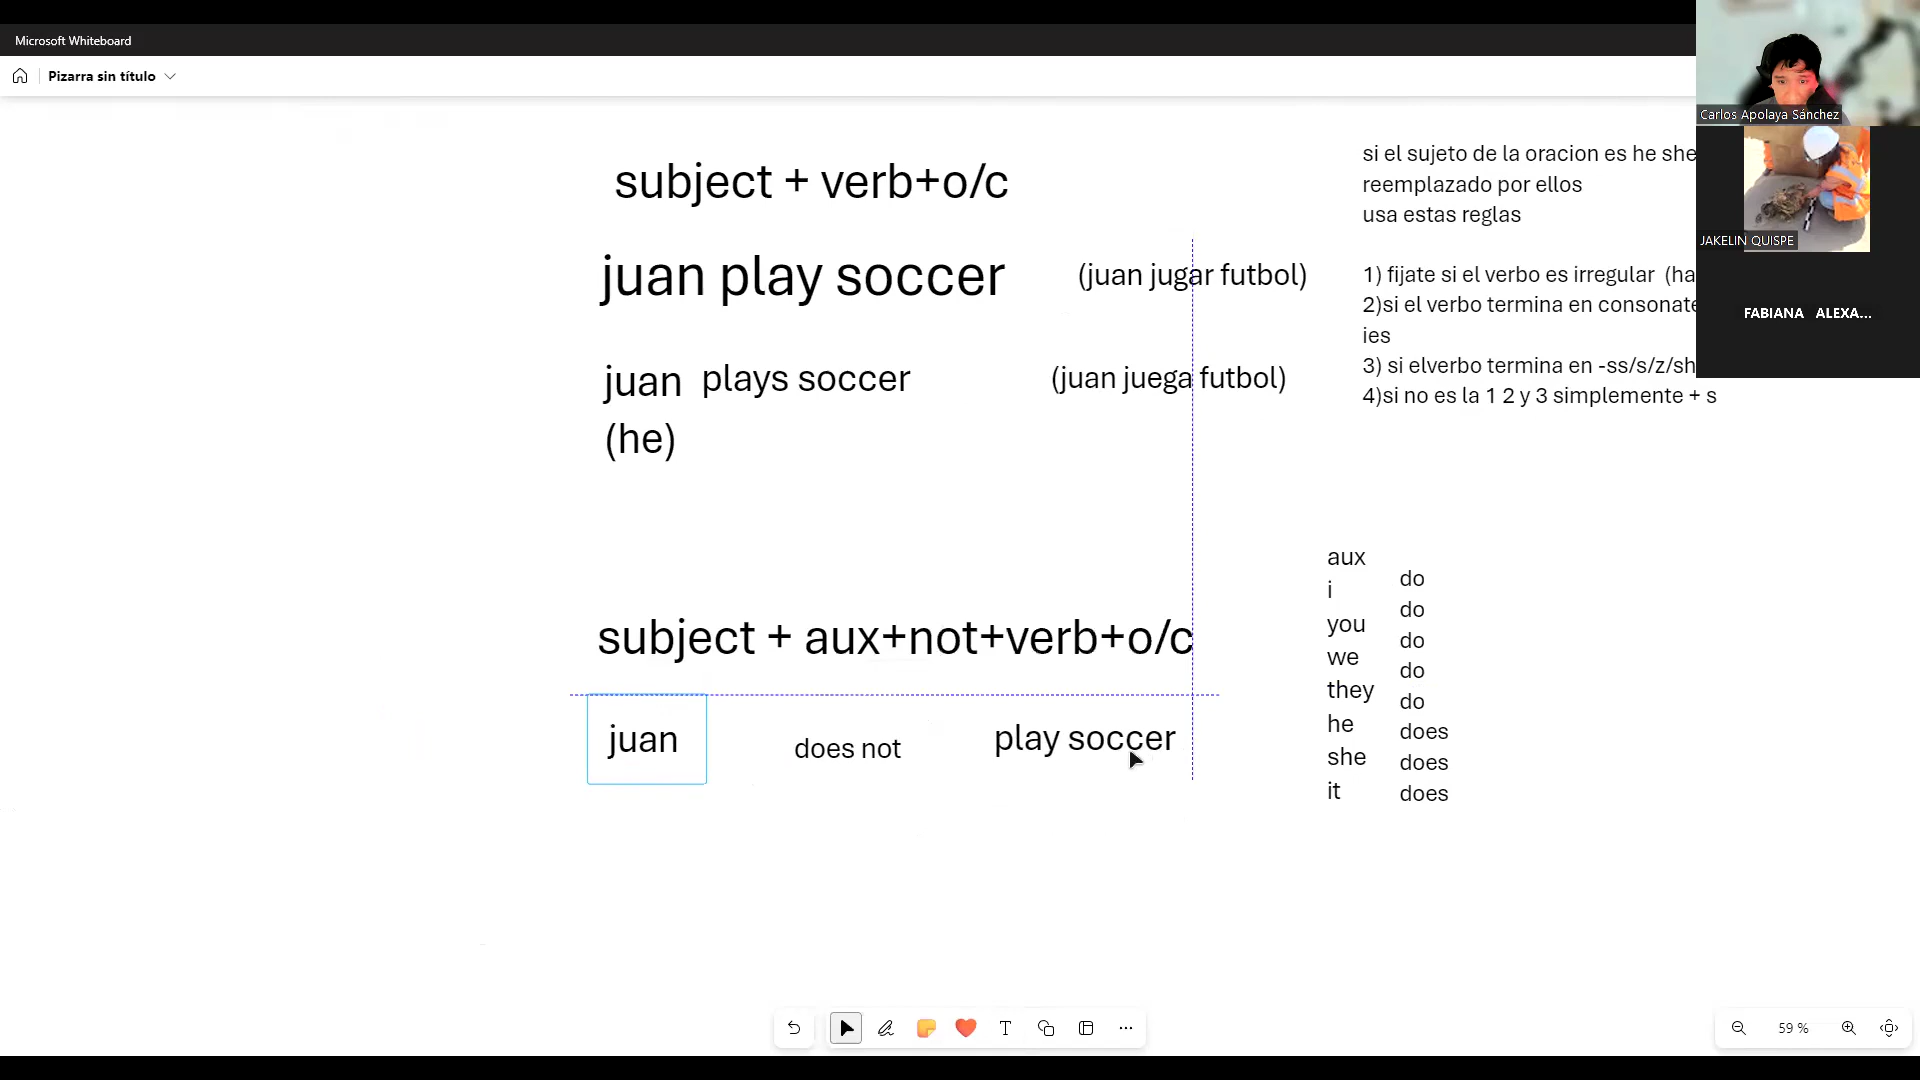 Microsoft Whiteboard
Pizarra sin título
subject + verb+o/c
juan play soccer
(juan jugar futbol)
juan plays soccer
(he)
(juan juega futbol)
subject + aux+not+verb+o/c
juan
does not
play soccer
si el sujeto de la oracion es he she
reemplazado por ellos
usa estas reglas
1) fijate si el verbo es irregular (ha
2)si el verbo termina en consonate
ies
3) si elverbo termina en -ss/s/z/sh
4)si no es la 1 2 y 3 simplemente + s
aux
i
you
we
they
he
she
it
do
do
do
do
do
does
does
does
Carlos Apolaya Sánchez
JAKELIN QUISPE
FABIANA ALEXA...
59 %